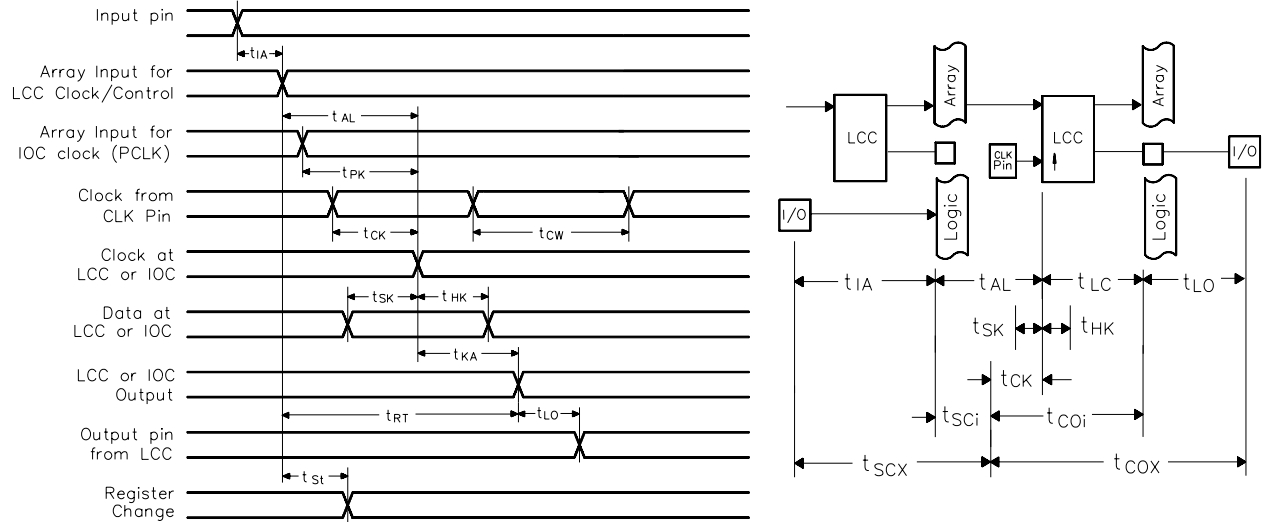 Input pin
tIA
Array Input for
LCC Clock/Control
tAL
Array Input for
IOC clock (PCLK)
tPK
Clock from
CLK Pin
tCK
tCW
Clock at
LCC or IOC
tSK
tHK
Data at
LCC or IOC
tKA
LCC or IOC
Output
tRT
tLO
Output pin
from LCC
tSt
Register
Change
Array
Array
LCC
LCC
CLK
Pin
I/O
I/O
Logic
Logic
tIA
tAL
tLC
tLO
tSK
tHK
tCK
tSCi
tCOi
tSCX
tCOX